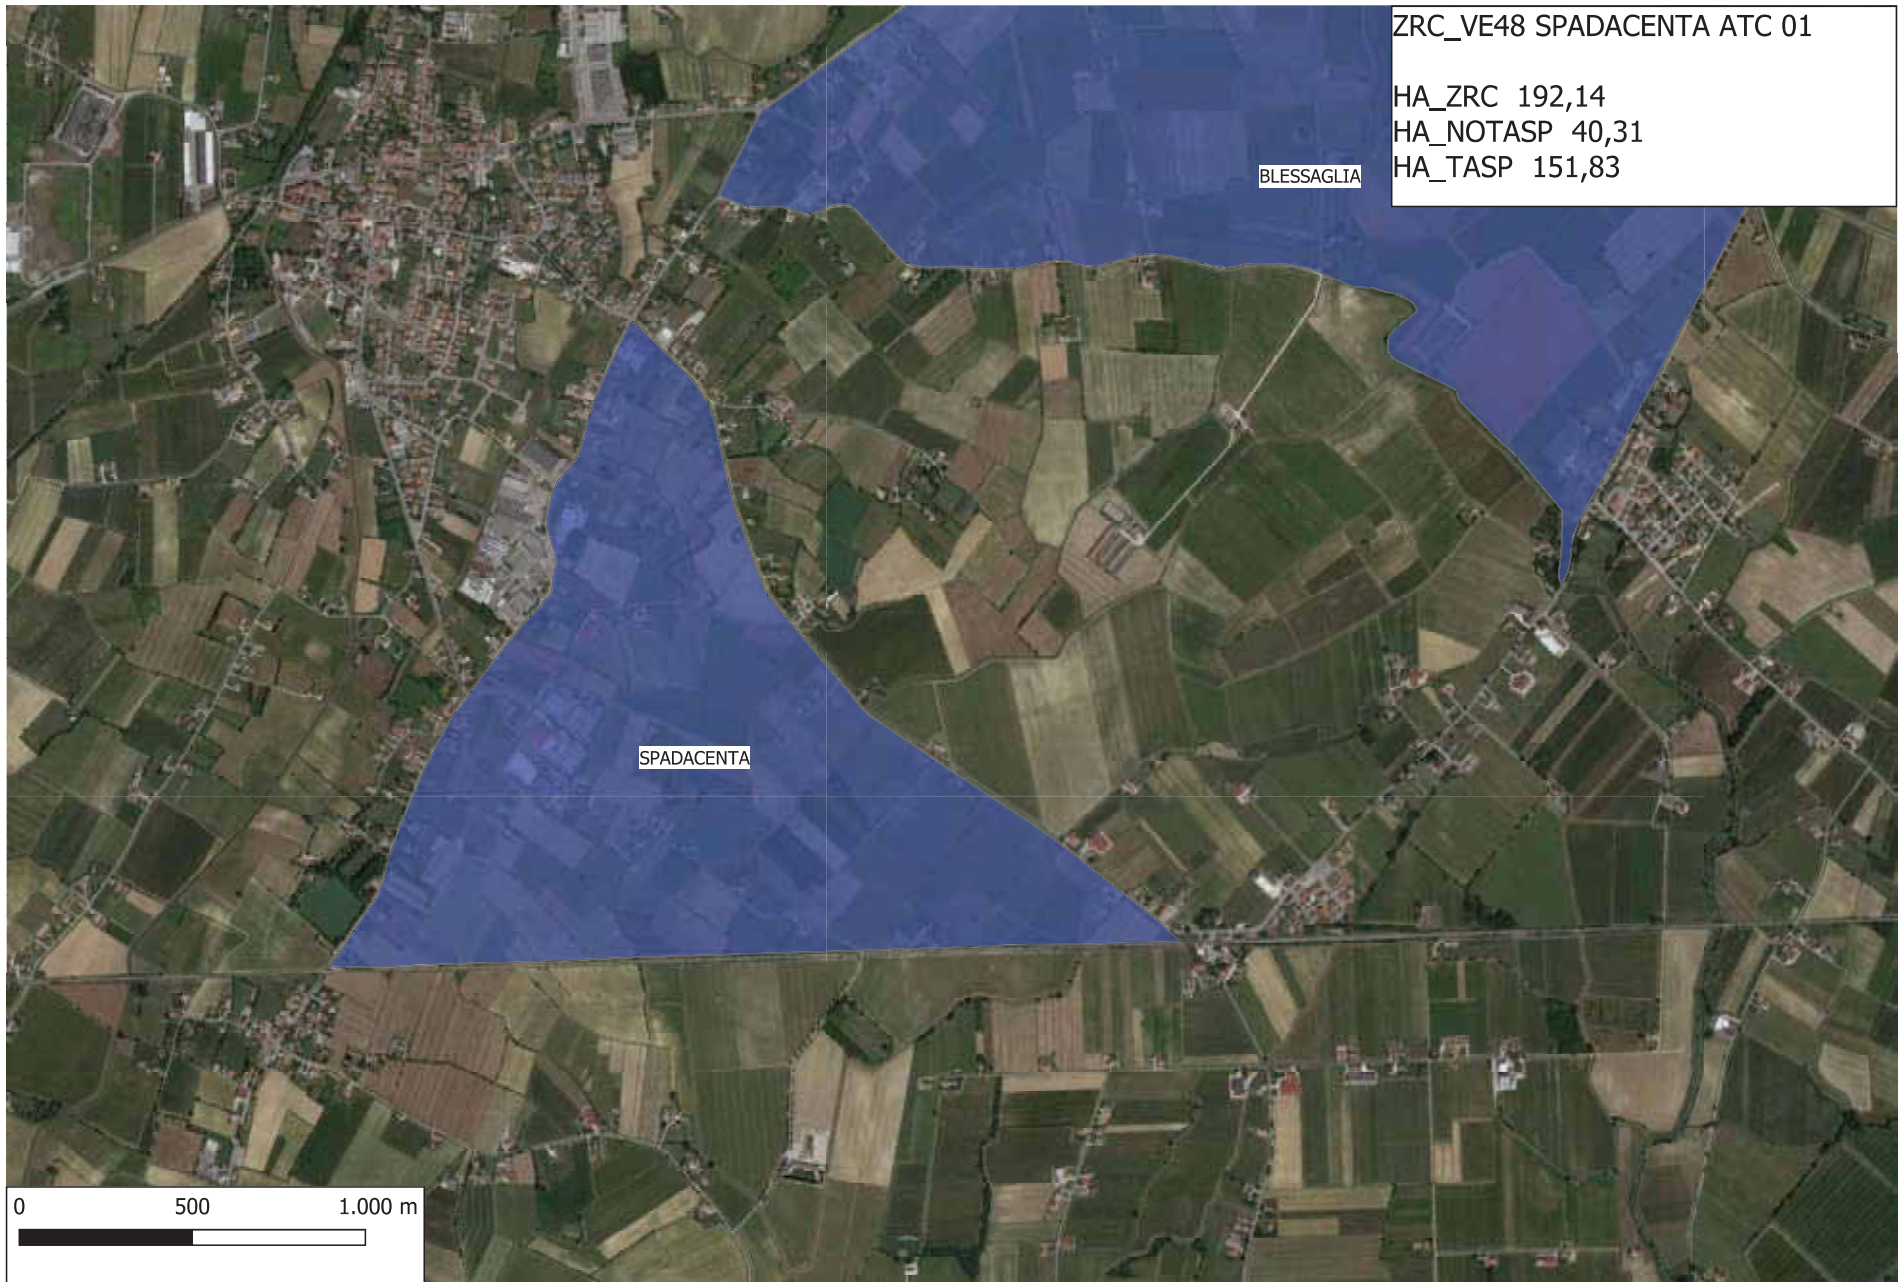 ZRC_VE48 SPADACENTA ATC 01
HA_ZRC 192,14
HA_NOTASP 40,31
HA_TASP 151,83
BLESSAGLIA
SPADACENTA
0 500 1.000 m